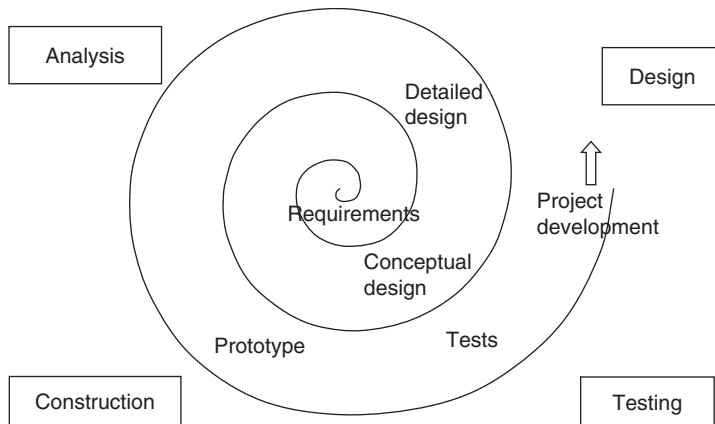 Analysis
Design
Detailed
design
Requirements
Project
development
Conceptual
design
Prototype
Tests
Construction
Testing